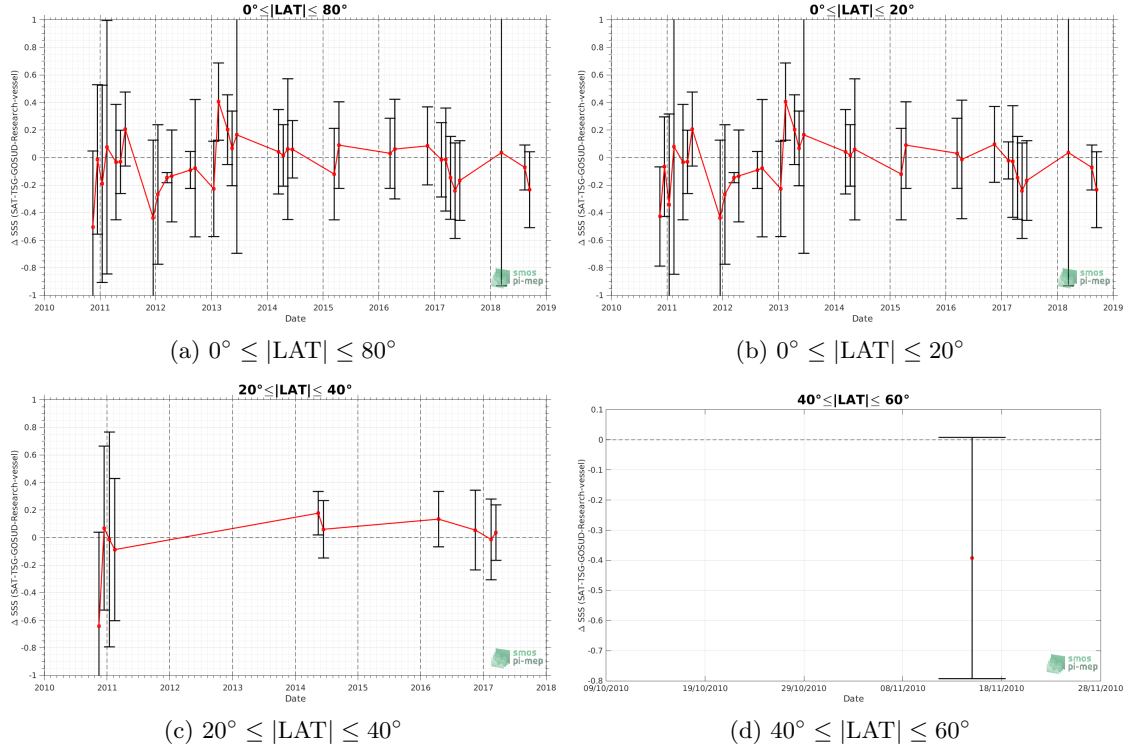 0°≤|LAT|≤ 80°
Δ SSS (SAT-TSG-GOSUD-Research-vessel)
1
0.8
0.6
0.4
0.2
0
-0.2
-0.4
-0.6
-0.8
-1
2010 2011 2012 2013 2014 2015 2016 2017 2018 2019
Date
smos
pi-mep
(a) 0° ≤ |LAT| ≤ 80°
0°≤|LAT|≤ 20°
Δ SSS (SAT-TSG-GOSUD-Research-vessel)
1
0.8
0.6
0.4
0.2
0
-0.2
-0.4
-0.6
-0.8
-1
2010 2011 2012 2013 2014 2015 2016 2017 2018 2019
Date
smos
pi-mep
(b) 0° ≤ |LAT| ≤ 20°
20°≤|LAT|≤ 40°
Δ SSS (SAT-TSG-GOSUD-Research-vessel)
1
0.8
0.6
0.4
0.2
0
-0.2
-0.4
-0.6
-0.8
-1
2010 2011 2012 2013 2014 2015 2016 2017 2018
Date
smos
pi-mep
(c) 20° ≤ |LAT| ≤ 40°
40°≤|LAT|≤ 60°
Δ SSS (SAT-TSG-GOSUD-Research-vessel)
0.1
0
-0.1
-0.2
-0.3
-0.4
-0.5
-0.6
-0.7
-0.8
09/10/2010 19/10/2010 29/10/2010 08/11/2010 18/11/2010 28/11/2010
Date
smos
pi-mep
(d) 40° ≤ |LAT| ≤ 60°